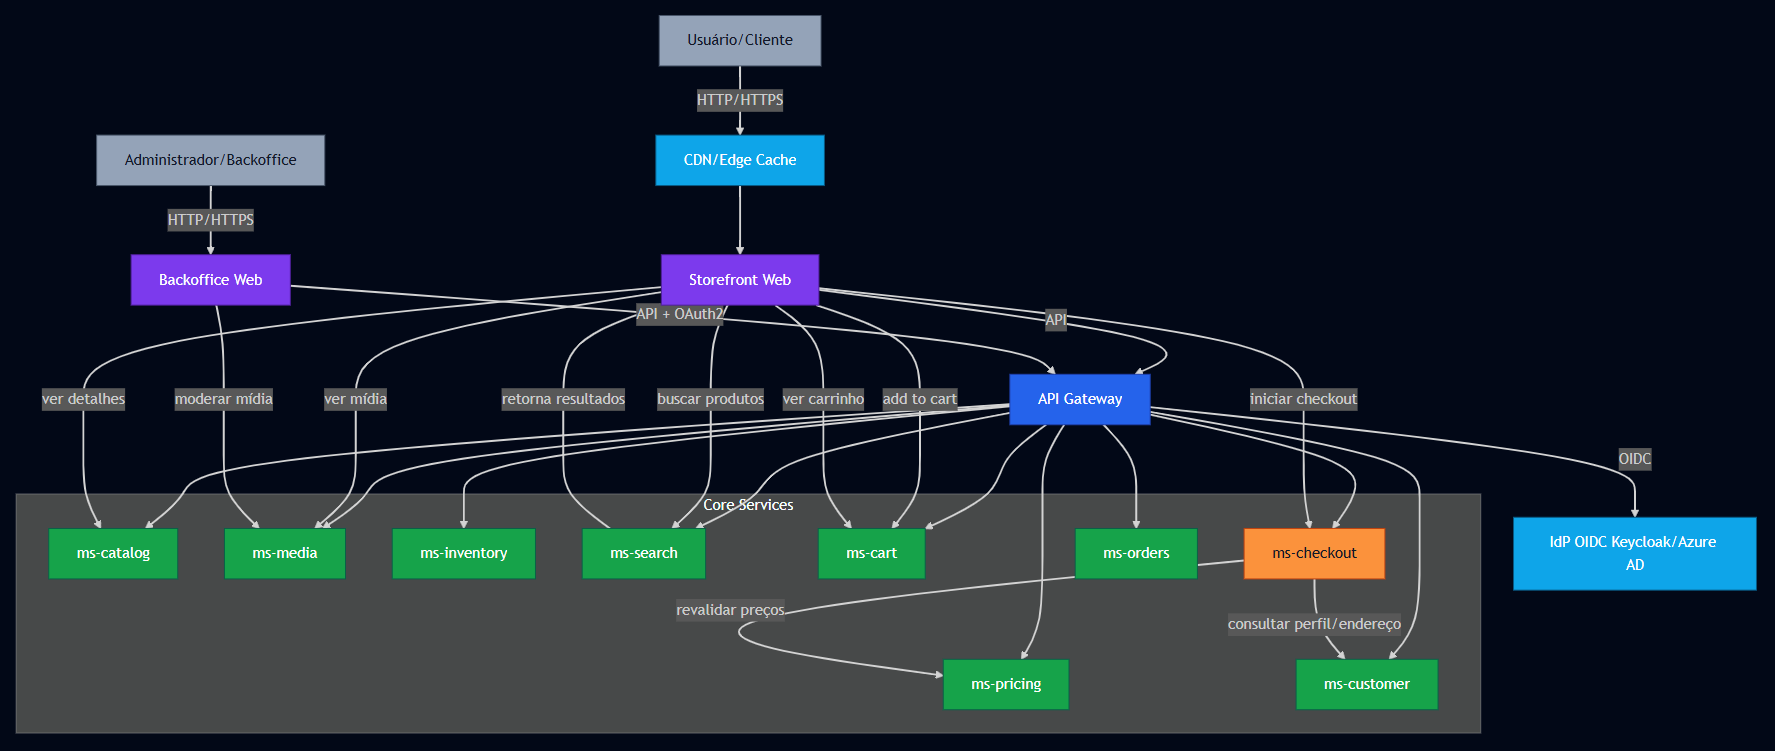 Usuário/Cliente
HTTP/HTTPS
Administrador/Backoffice
CDN/Edge Cache
HTTP/HTTPS
Backoffice Web
Storefront Web
API + OAuth2
API
ver detalhes
moderar mídia
ver mídia
retorna resultados
buscar produtos
ver carrinho
add to cart
API Gateway
iniciar checkout
OIDC
Core Services
ms-catalog
ms-media
ms-inventory
ms-search
ms-cart
ms-orders
ms-checkout
IdP OIDC Keycloak/Azure
AD
revalidar preços
consultar perfil/endereço
ms-pricing
ms-customer